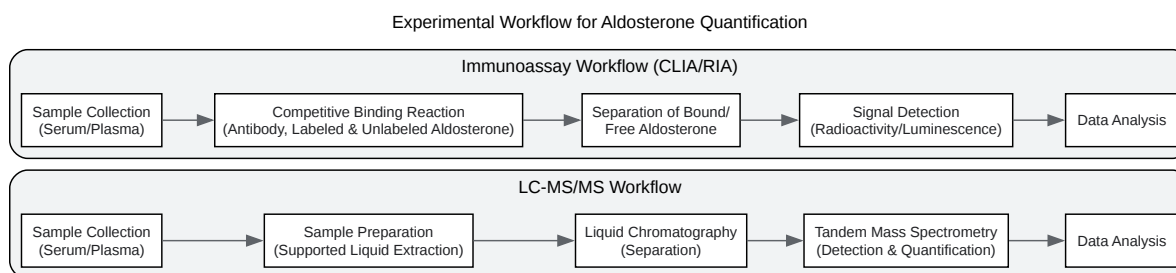 Experimental Workflow for Aldosterone Quantification
Immunoassay Workflow (CLIA/RIA)
Sample Collection
(Serum/Plasma)
Competitive Binding Reaction
(Antibody, Labeled & Unlabeled Aldosterone)
Separation of Bound/
Free Aldosterone
Signal Detection
(Radioactivity/Luminescence)
Data Analysis
LC-MS/MS Workflow
Sample Collection
(Serum/Plasma)
Sample Preparation
(Supported Liquid Extraction)
Liquid Chromatography
(Separation)
Tandem Mass Spectrometry
(Detection & Quantification)
Data Analysis